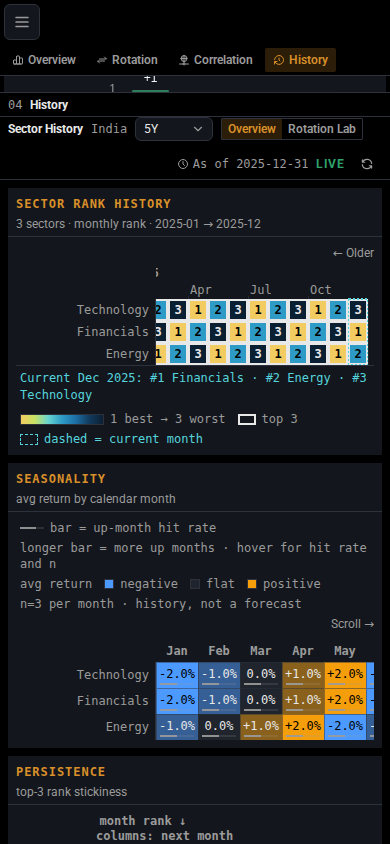 Overview Rotation Correlation History
1 +1
04 History
Sector History India 5Y Overview Rotation Lab
As of 2025-12-31 LIVE
SECTOR RANK HISTORY
3 sectors · monthly rank · 2025-01 → 2025-12
← Older
Apr Jul Oct
Technology 2 3 1 2 3 1 2 3 1 2 3
Financials 3 1 2 3 1 2 3 1 2 3 1
Energy 1 2 3 1 2 3 1 2 3 1 2
Current Dec 2025: #1 Financials · #2 Energy · #3
Technology
1 best → 3 worst top 3
dashed = current month
SEASONALITY
avg return by calendar month
bar = up-month hit rate
longer bar = more up months · hover for hit rate
and n
avg return negative flat positive
n=3 per month · history, not a forecast
Scroll →
Jan Feb Mar Apr May
Technology -2.0% -1.0% 0.0% +1.0% +2.0% -
Financials -2.0% -1.0% 0.0% +1.0% +2.0% -
Energy -1.0% 0.0% +1.0% +2.0% -2.0% -
PERSISTENCE
top-3 rank stickiness
month rank ↓
columns: next month